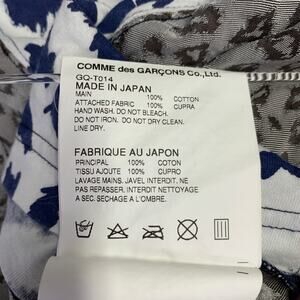 COMME des GARÇONS Co.,Ltd.
GQ-T014
MADE IN JAPAN
MAIN 100% COTTON
ATTACHED FABRIC 100% CUPRA
HAND WASH. DO NOT BLEACH.
DO NOT IRON. DO NOT DRY CLEAN.
LINE DRY.
FABRIQUE AU JAPON
PRINCIPAL 100% COTON
TISSU AJOUTE 100% CUPRA
LAVAGE MAINS. JAVEL INTERDIT, NE
PAS REPASSER. INTERDIT NETTOYAGE
A SEC. SECHAGE A L'OMBRE.